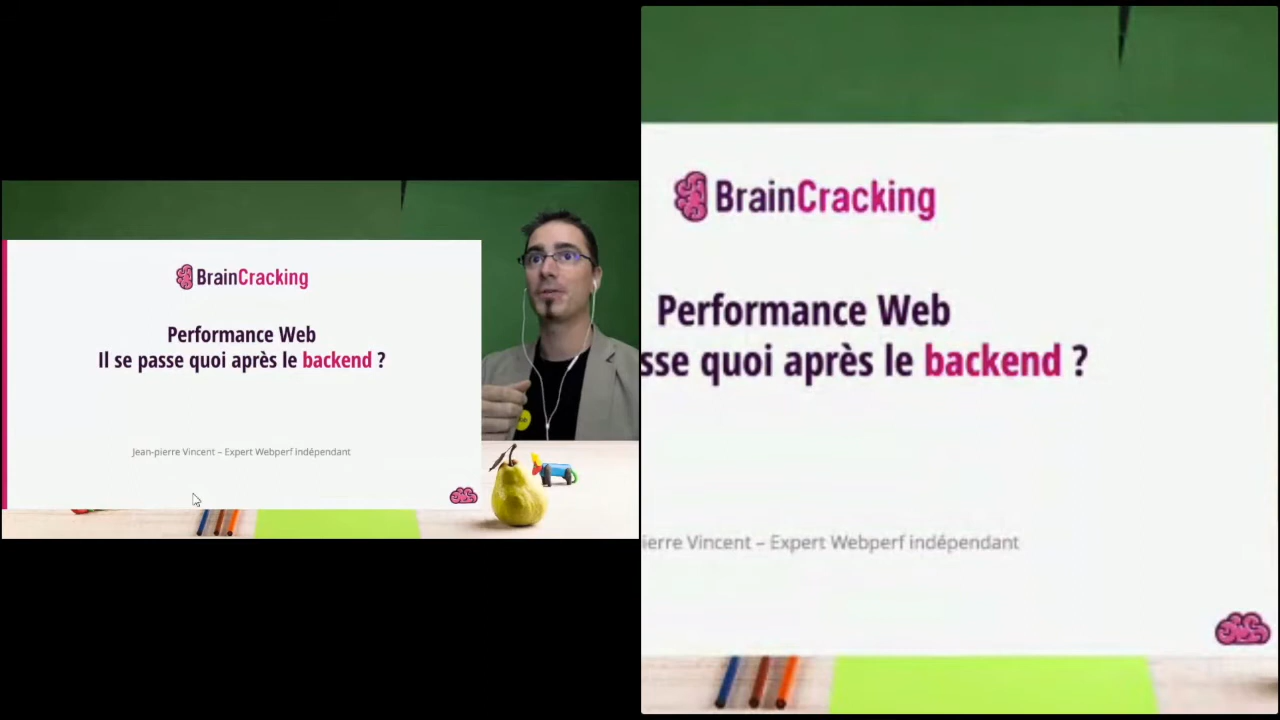 BrainCracking
Performance Web
Il se passe quoi après le backend ?
Jean-pierre Vincent – Expert Webperf indépendant
BrainCracking
Performance Web
sse quoi après le backend ?
ierre Vincent – Expert Webperf indépendant